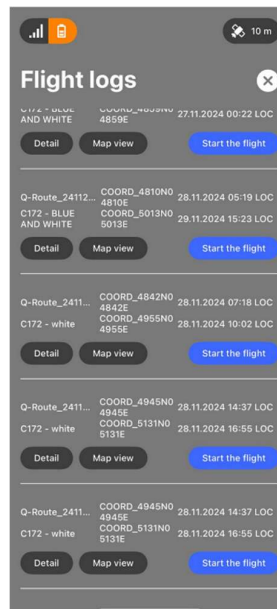 10 m
Flight logs
C172 - BLUE COORD_4859N0 27.11.2024 00:22 LOC
AND WHITE 4859E
Detail Map view Start the flight
Q-Route_24112... COORD_4810N0 28.11.2024 05:19 LOC
4810E
C172 - BLUE COORD_5013N0 29.11.2024 15:23 LOC
AND WHITE 5013E
Detail Map view Start the flight
Q-Route_2411... COORD_4842N0 28.11.2024 07:18 LOC
4842E
C172 - white COORD_4955N0 28.11.2024 10:02 LOC
4955E
Detail Map view Start the flight
Q-Route_2411... COORD_4945N0 28.11.2024 14:37 LOC
4945E
C172 - white COORD_5131N0 28.11.2024 16:55 LOC
5131E
Detail Map view Start the flight
Q-Route_2411... COORD_4945N0 28.11.2024 14:37 LOC
4945E
C172 - white COORD_5131N0 28.11.2024 16:55 LOC
5131E
Detail Map view Start the flight